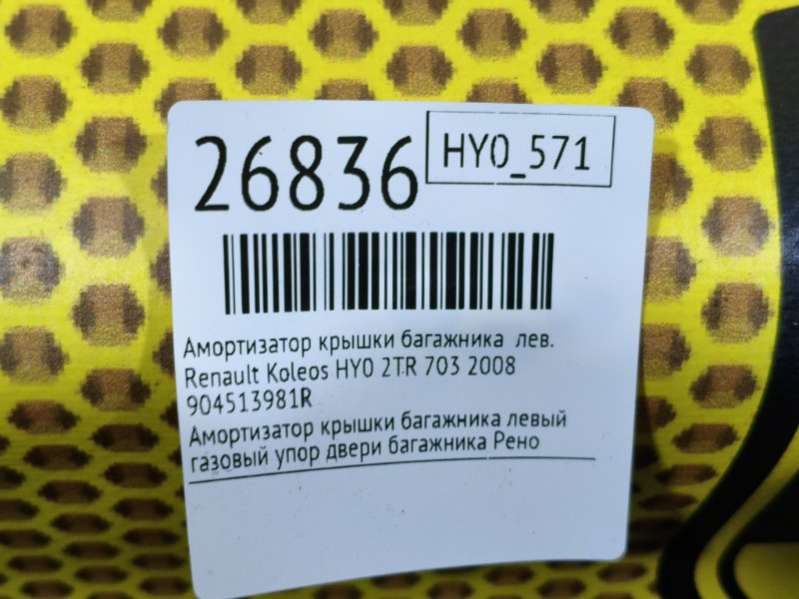 26836
HY0_571
Амортизатор крышки багажника лев.
Renault Koleos HY0 2TR 703 2008
904513981R
Амортизатор крышки багажника левый
газовый упор двери багажника Рено